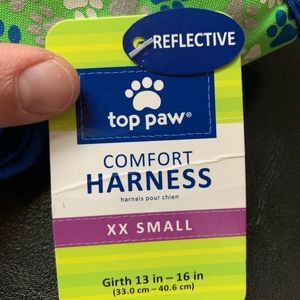 REFLECTIVE
top paw®
COMFORT
HARNESS
harnais pour chien
XX SMALL
Girth 13 in – 16 in
(33.0 cm – 40.6 cm)